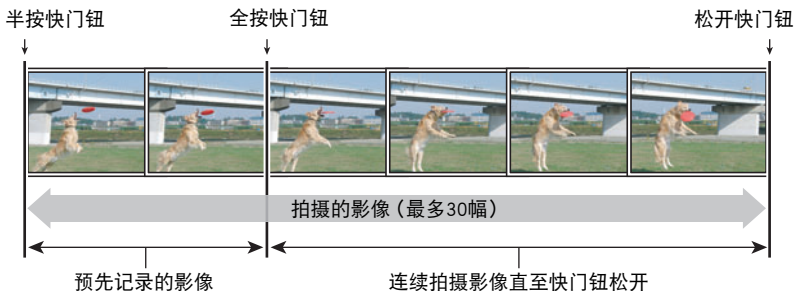 半按快门钮
全按快门钮
松开快门钮
拍摄的影像（最多30幅）
预先记录的影像
连续拍摄影像直至快门钮松开